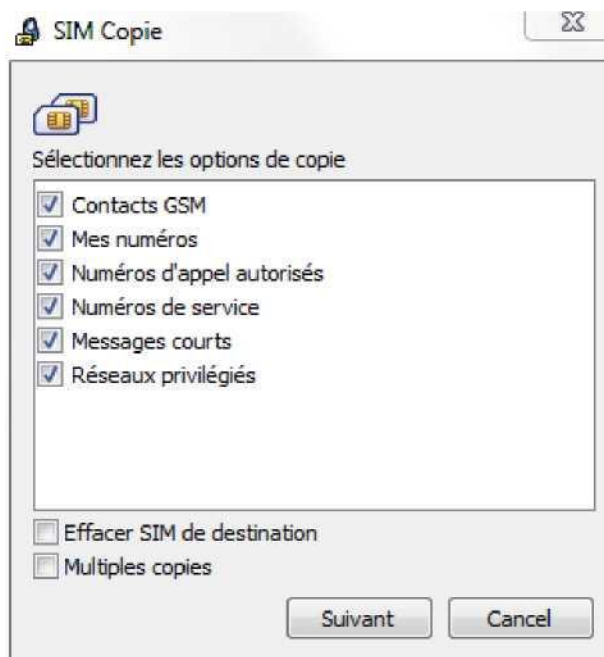 SIM Copie
Sélectionnez les options de copie
Contacts GSM
Mes numéros
Numéros d'appel autorisés
Numéros de service
Messages courts
Réseaux privilégiés
Effacer SIM de destination
Multiples copies
Suivant Cancel